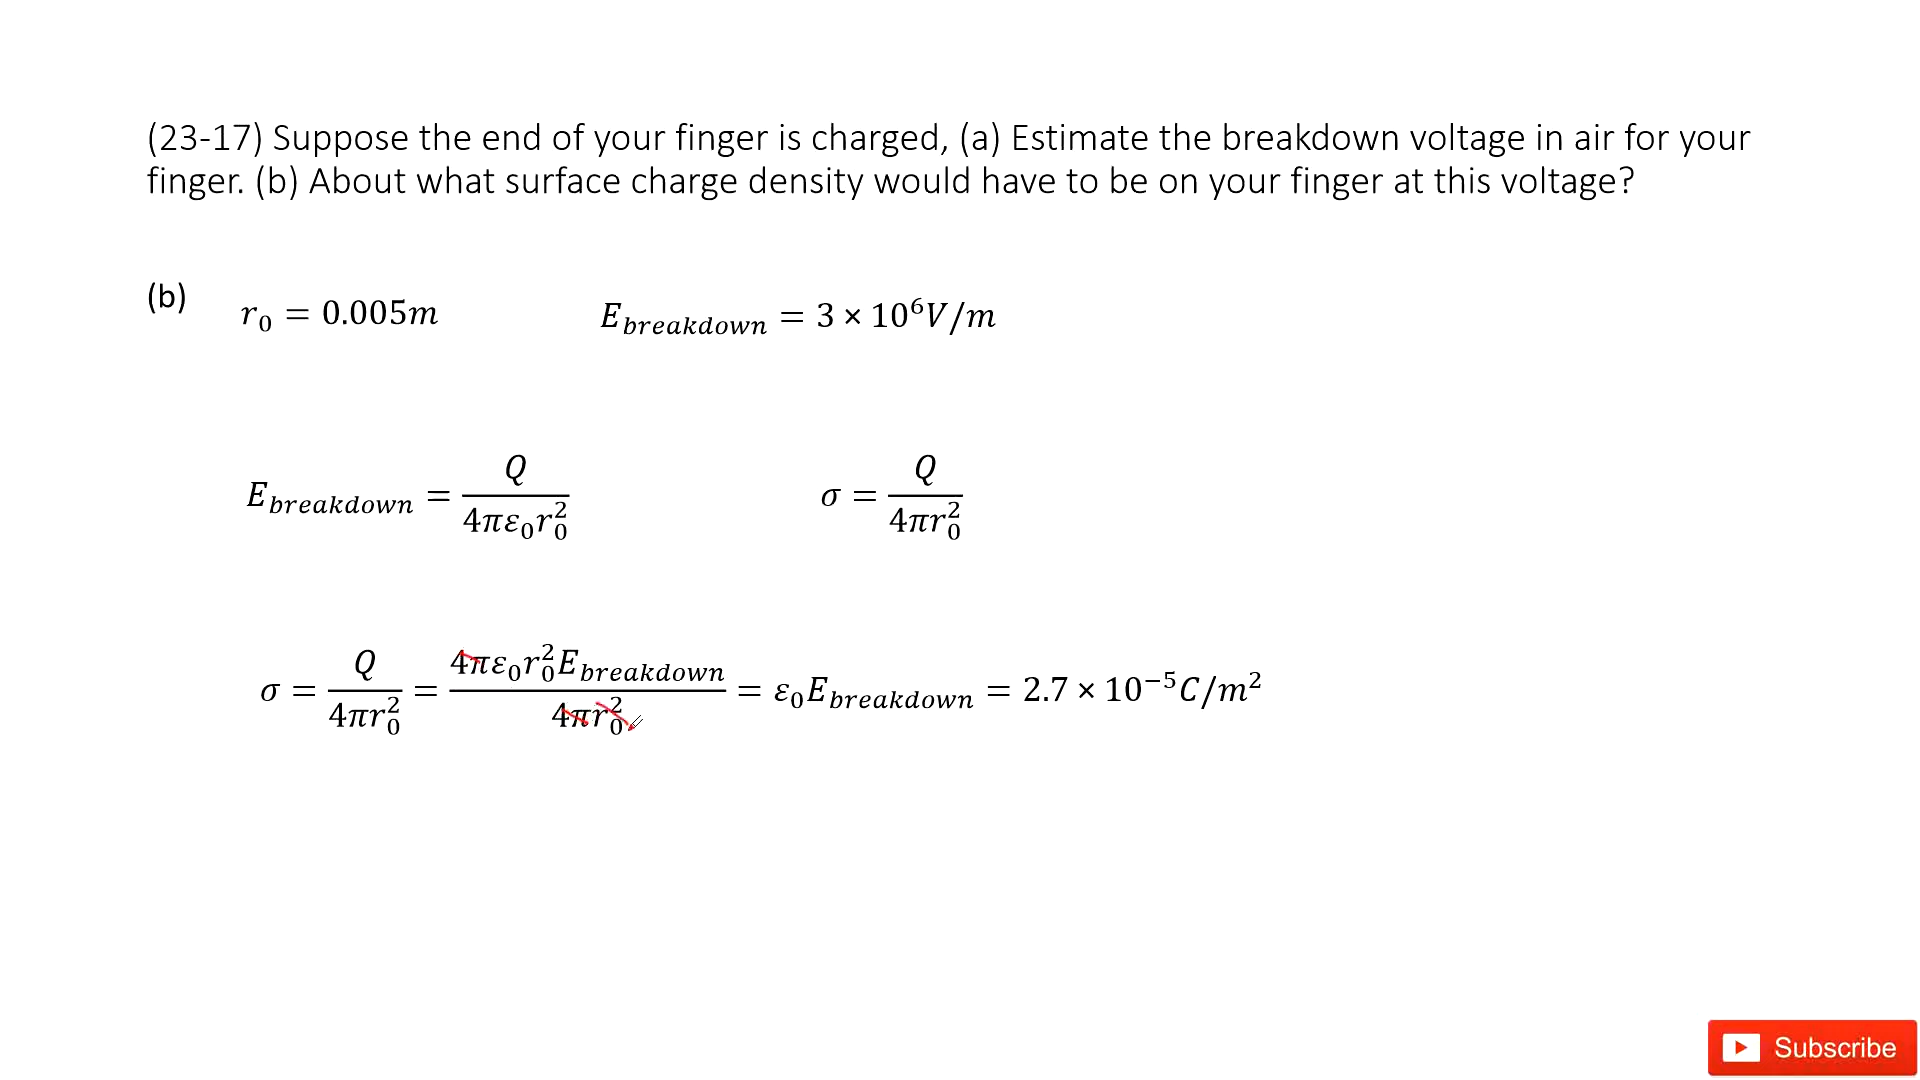 (23-17) Suppose the end of your finger is charged, (a) Estimate the breakdown voltage in air for your
finger. (b) About what surface charge density would have to be on your finger at this voltage?
(b) r₀ = 0.005m E_breakdown = 3 × 10⁶V/m
E_breakdown = Q / 4πε₀r₀² σ = Q / 4πr₀²
σ = Q / 4πr₀² = 4πε₀r₀²E_breakdown / 4πr₀² = ε₀E_breakdown = 2.7 × 10⁻⁵C/m²
Subscribe